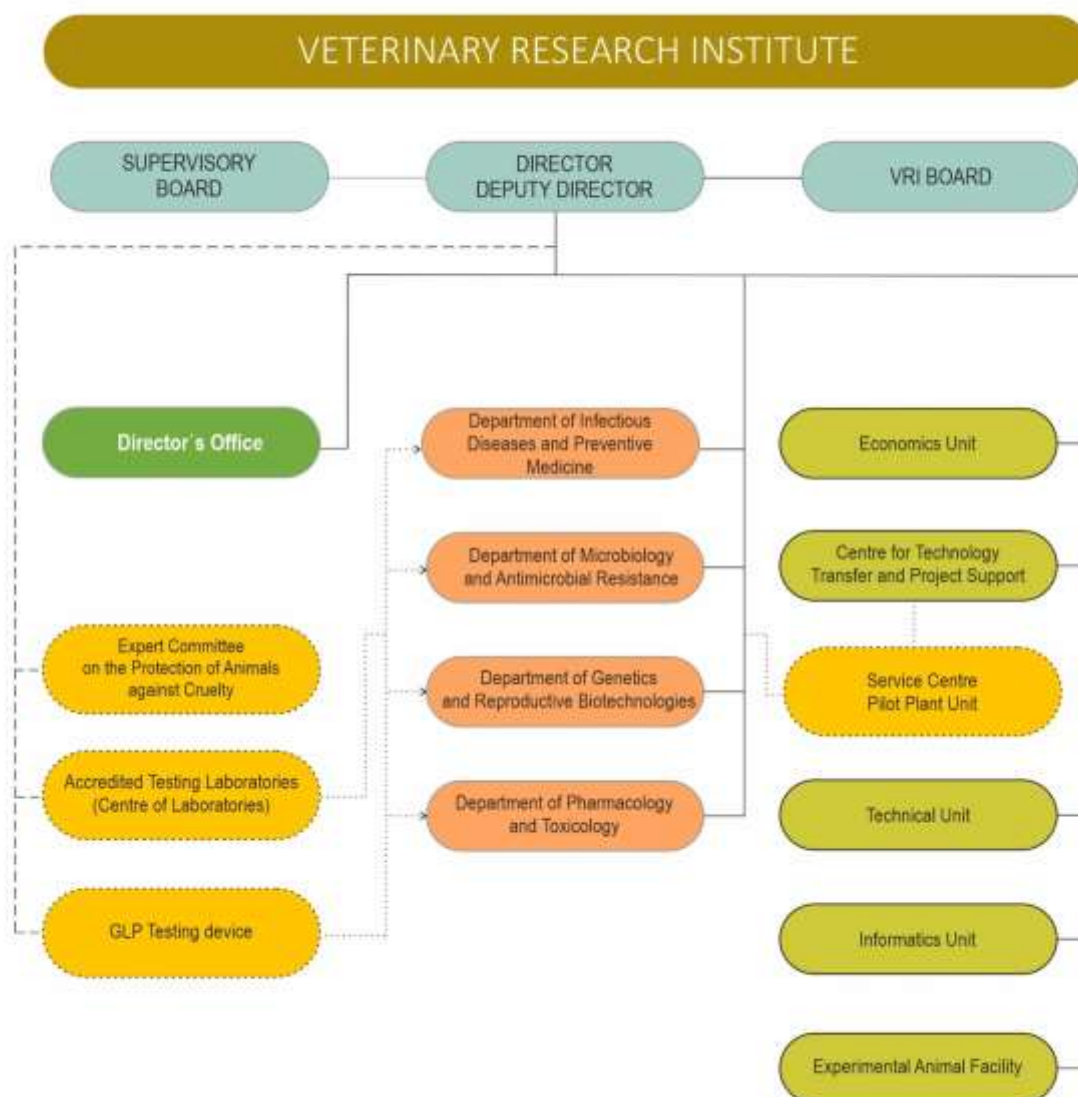 VETERINARY RESEARCH INSTITUTE
SUPERVISORY
BOARD
DIRECTOR
DEPUTY DIRECTOR
VRI BOARD
Director´s Office
Department of Infectious
Diseases and Preventive
Medicine
Economics Unit
Department of Microbiology
and Antimicrobial Resistance
Centre for Technology
Transfer and Project Support
Expert Committee
on the Protection of Animals
against Cruelty
Department of Genetics
and Reproductive Biotechnologies
Service Centre
Pilot Plant Unit
Accredited Testing Laboratories
(Centre of Laboratories)
Department of Pharmacology
and Toxicology
Technical Unit
GLP Testing device
Informatics Unit
Experimental Animal Facility